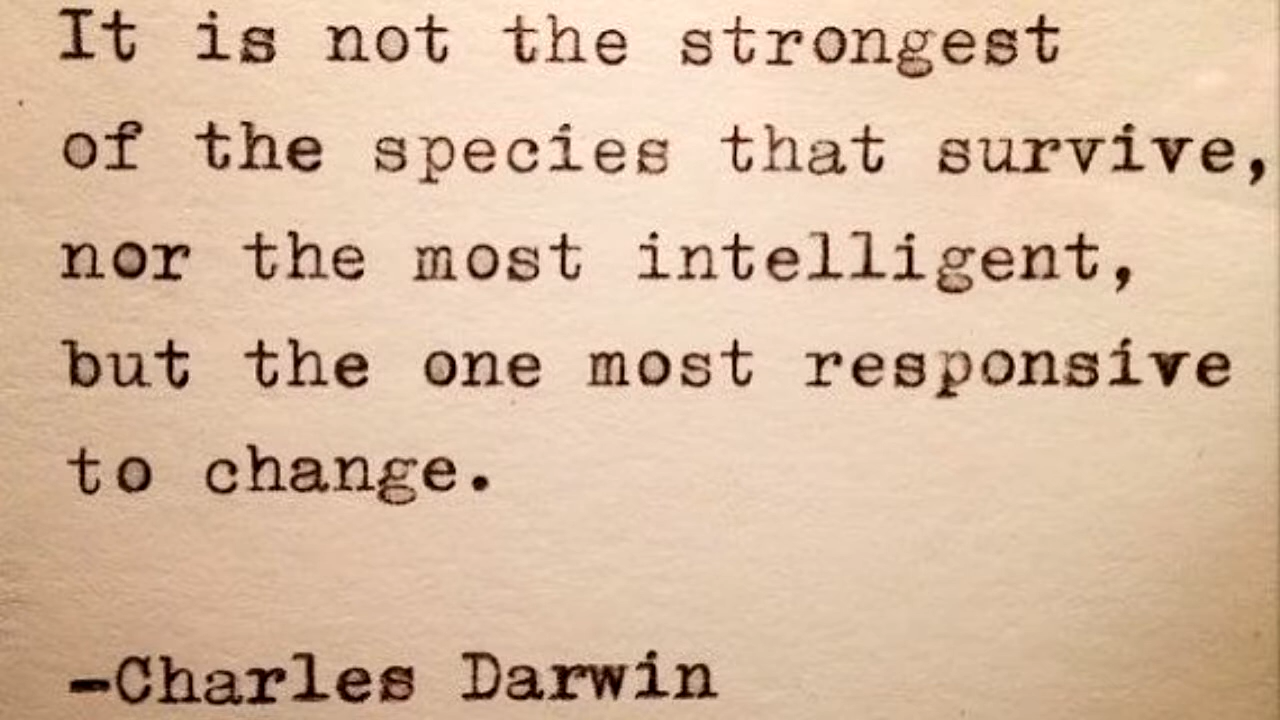 It is not the strongest
of the species that survive,
nor the most intelligent,
but the one most responsive
to change.
-Charles Darwin